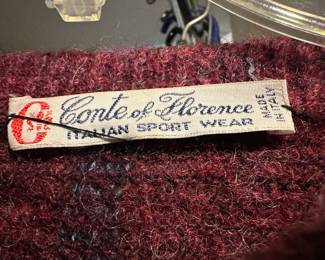 Conte of Florence
ITALIAN SPORT WEAR
MADE
IN ITALY